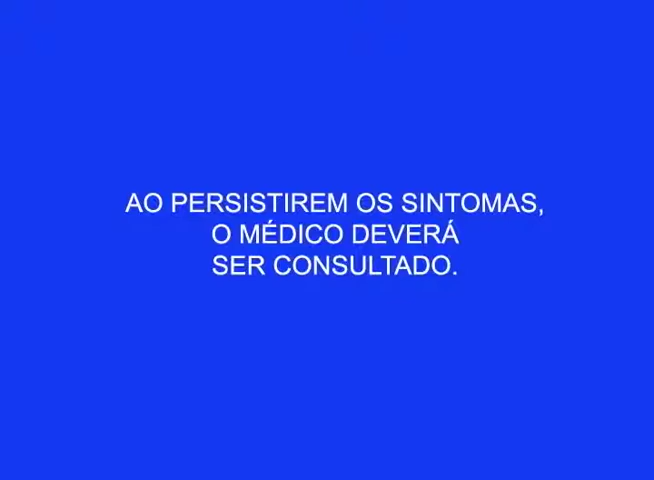 AO PERSISTIREM OS SINTOMAS,
O MÉDICO DEVERÁ
SER CONSULTADO.